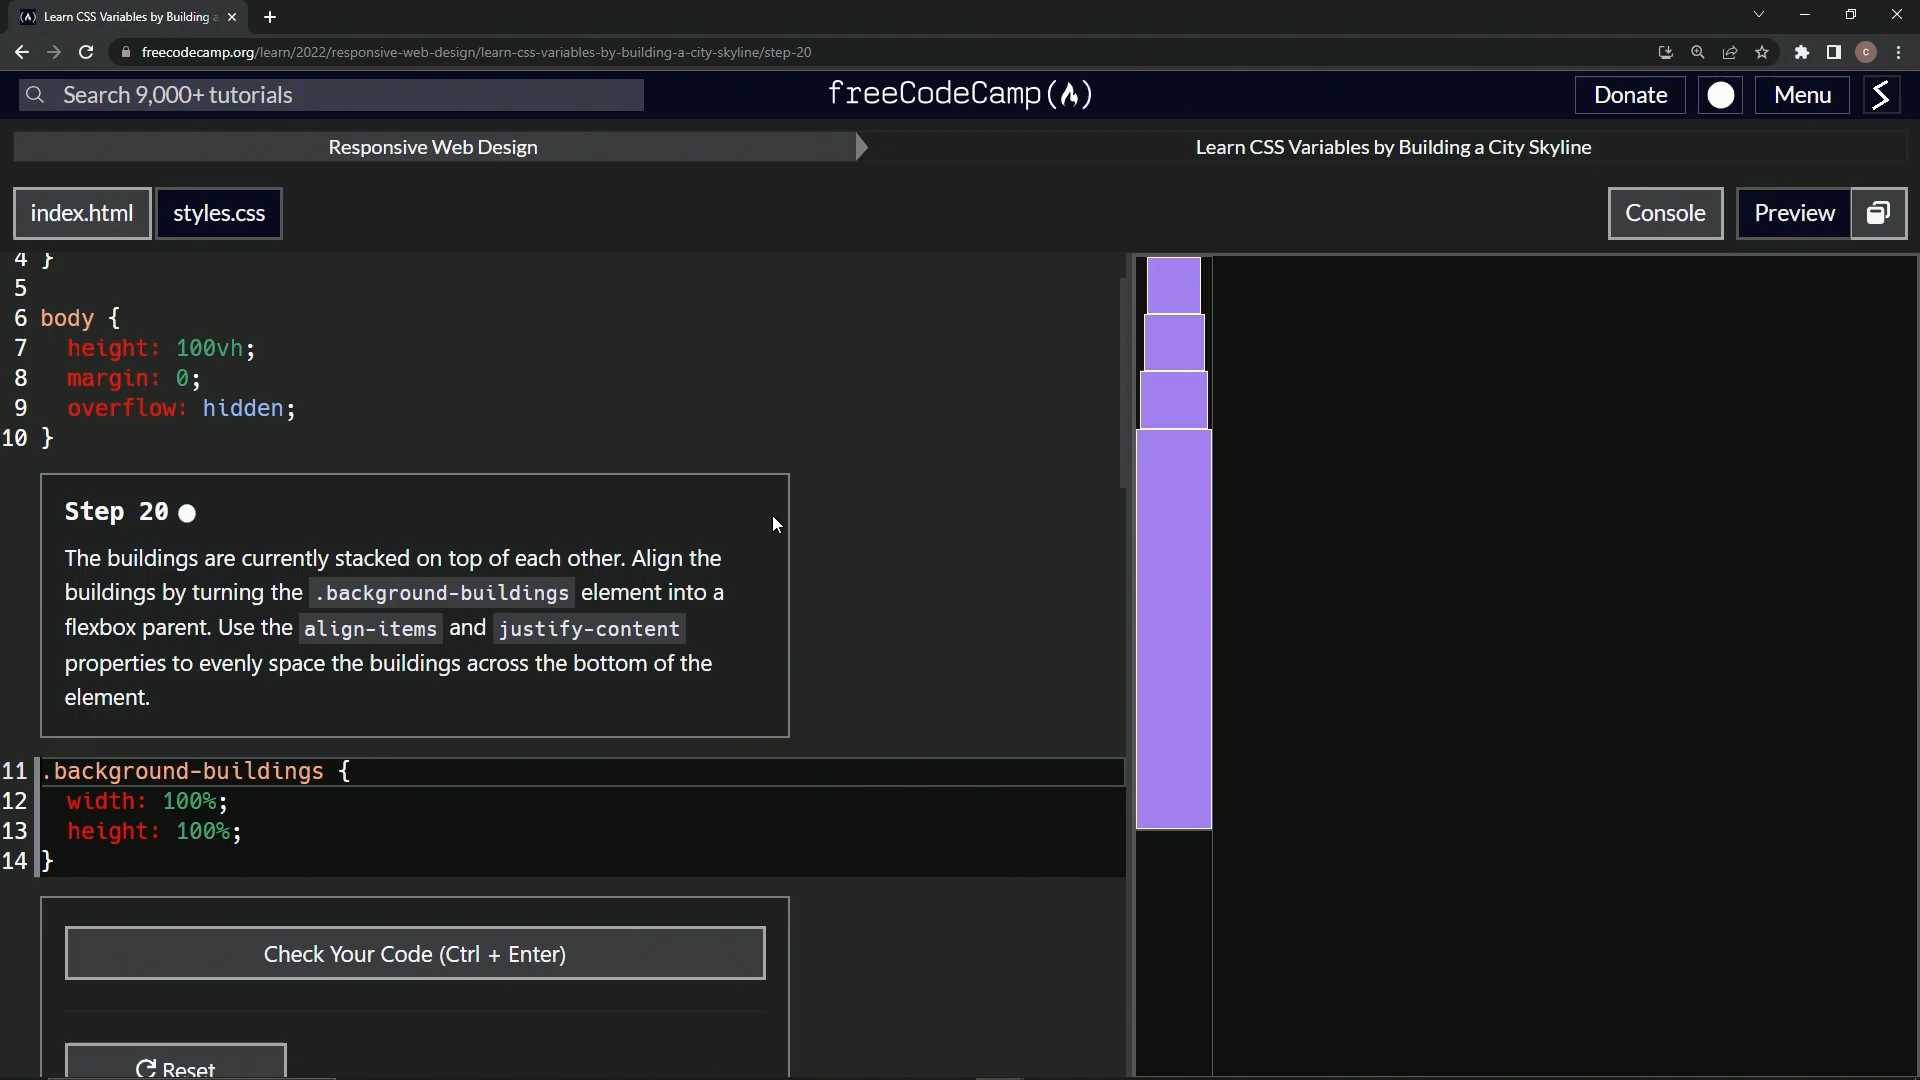 Learn CSS Variables by Building a
freecodecamp.org/learn/2022/responsive-web-design/learn-css-variables-by-building-a-city-skyline/step-20
C
Search 9,000+ tutorials
freeCodeCamp(🔥)
Donate
Menu
Responsive Web Design
Learn CSS Variables by Building a City Skyline
index.html
styles.css
Console
Preview
4 }
5
6 body {
7 height: 100vh;
8 margin: 0;
9 overflow: hidden;
10 }
Step 20
The buildings are currently stacked on top of each other. Align the
buildings by turning the .background-buildings element into a
flexbox parent. Use the align-items and justify-content
properties to evenly space the buildings across the bottom of the
element.
11 .background-buildings {
12 width: 100%;
13 height: 100%;
14 }
Check Your Code (Ctrl + Enter)
Reset